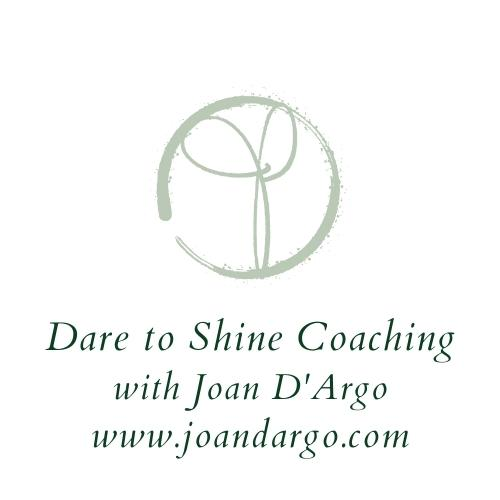 Dare to Shine Coaching
with Joan D'Argo
www.joandargo.com